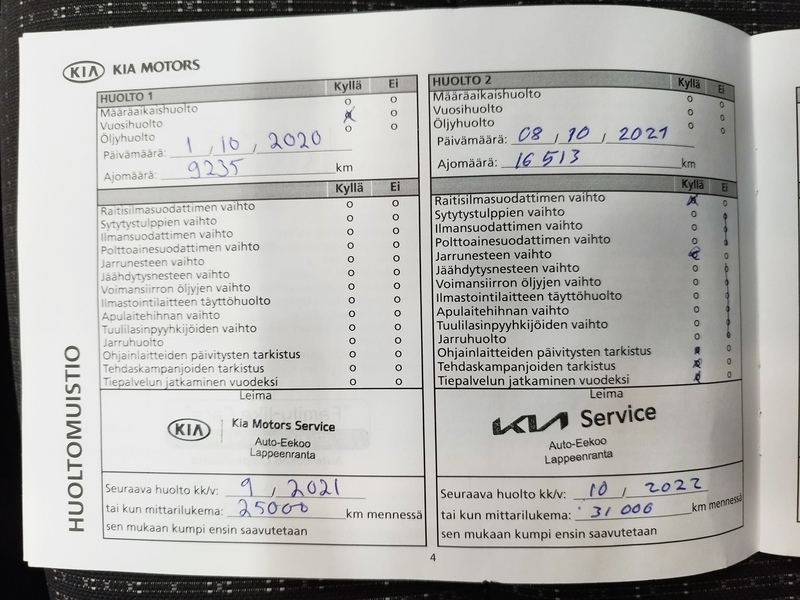 KIA KIA MOTORS
HUOLTOMUISTIO
HUOLTO 1 Kyllä Ei
Määräaikaishuolto o o
Vuosihuolto o
Öljyhuolto o o
Päivämäärä: 1 , 10 , 2020
Ajomäärä: 9235 km
Kyllä Ei
Raitisilmasuodattimen vaihto o o
Sytytystulppien vaihto o o
Ilmansuodattimen vaihto o o
Polttoainesuodattimen vaihto o o
Jarrunesteen vaihto o o
Jäähdytysnesteen vaihto o o
Voimansiirron öljyjen vaihto o o
Ilmastointilaitteen täyttöhuolto o o
Apulaitehihnan vaihto o o
Tuulilasinpyyhkijöiden vaihto o o
Jarruhuolto o o
Ohjainlaitteiden päivitysten tarkistus o o
Tehdaskampanjoiden tarkistus o o
Tiepalvelun jatkaminen vuodeksi o o
Leima
KIA Kia Motors Service
Auto-Eekoo
Lappeenranta
Seuraava huolto kk/v: 9 , 2021
tai kun mittarilukema: 25000 km mennessä
sen mukaan kumpi ensin saavutetaan
HUOLTO 2 Kyllä Ei
Määräaikaishuolto o o
Vuosihuolto o o
Öljyhuolto o o
Päivämäärä: 08 , 10 , 2021
Ajomäärä: 16 513 km
Kyllä Ei
Raitisilmasuodattimen vaihto o
Sytytystulppien vaihto o o
Ilmansuodattimen vaihto o o
Polttoainesuodattimen vaihto o o
Jarrunesteen vaihto o
Jäähdytysnesteen vaihto o o
Voimansiirron öljyjen vaihto o o
Ilmastointilaitteen täyttöhuolto o o
Apulaitehihnan vaihto o o
Tuulilasinpyyhkijöiden vaihto o o
Jarruhuolto o o
Ohjainlaitteiden päivitysten tarkistus o
Tehdaskampanjoiden tarkistus o
Tiepalvelun jatkaminen vuodeksi o
Leima
KIA Service
Auto-Eekoo
Lappeenranta
Seuraava huolto kk/v: 10 , 2022
tai kun mittarilukema: 31 000 km mennessä
sen mukaan kumpi ensin saavutetaan
4